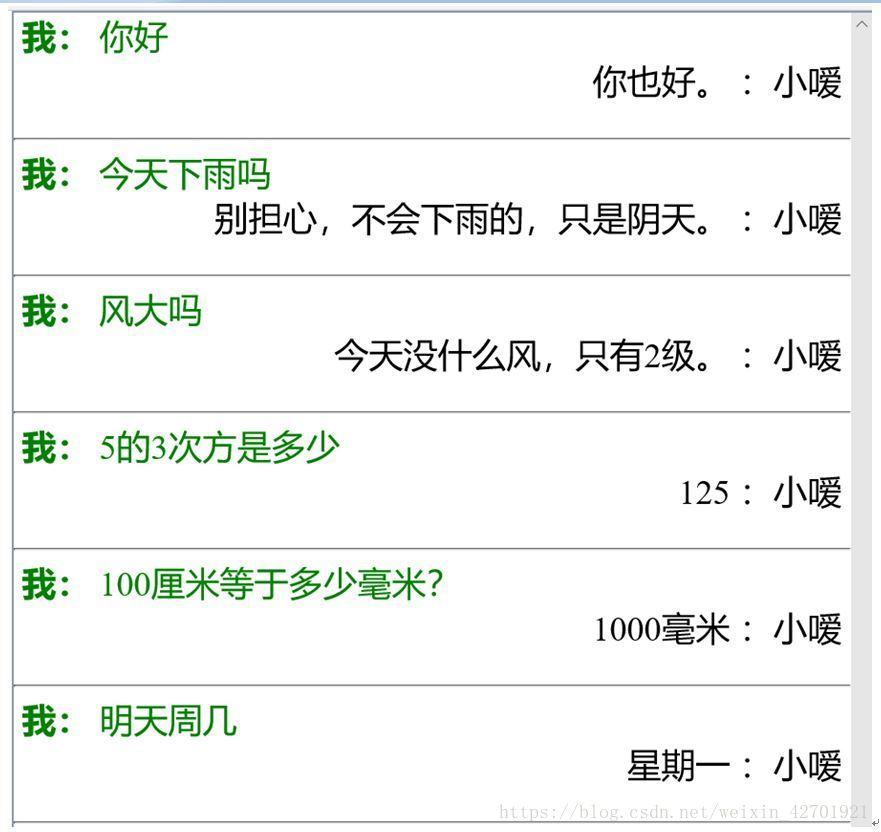 我： 你好
你也好。 ：小嗳
我： 今天下雨吗
别担心，不会下雨的，只是阴天。 ：小嗳
我： 风大吗
今天没什么风，只有2级。 ：小嗳
我： 5的3次方是多少
125 ：小嗳
我： 100厘米等于多少毫米？
1000毫米 ：小嗳
我： 明天周几
星期一 ：小嗳
https://blog.csdn.net/weixin_42701921